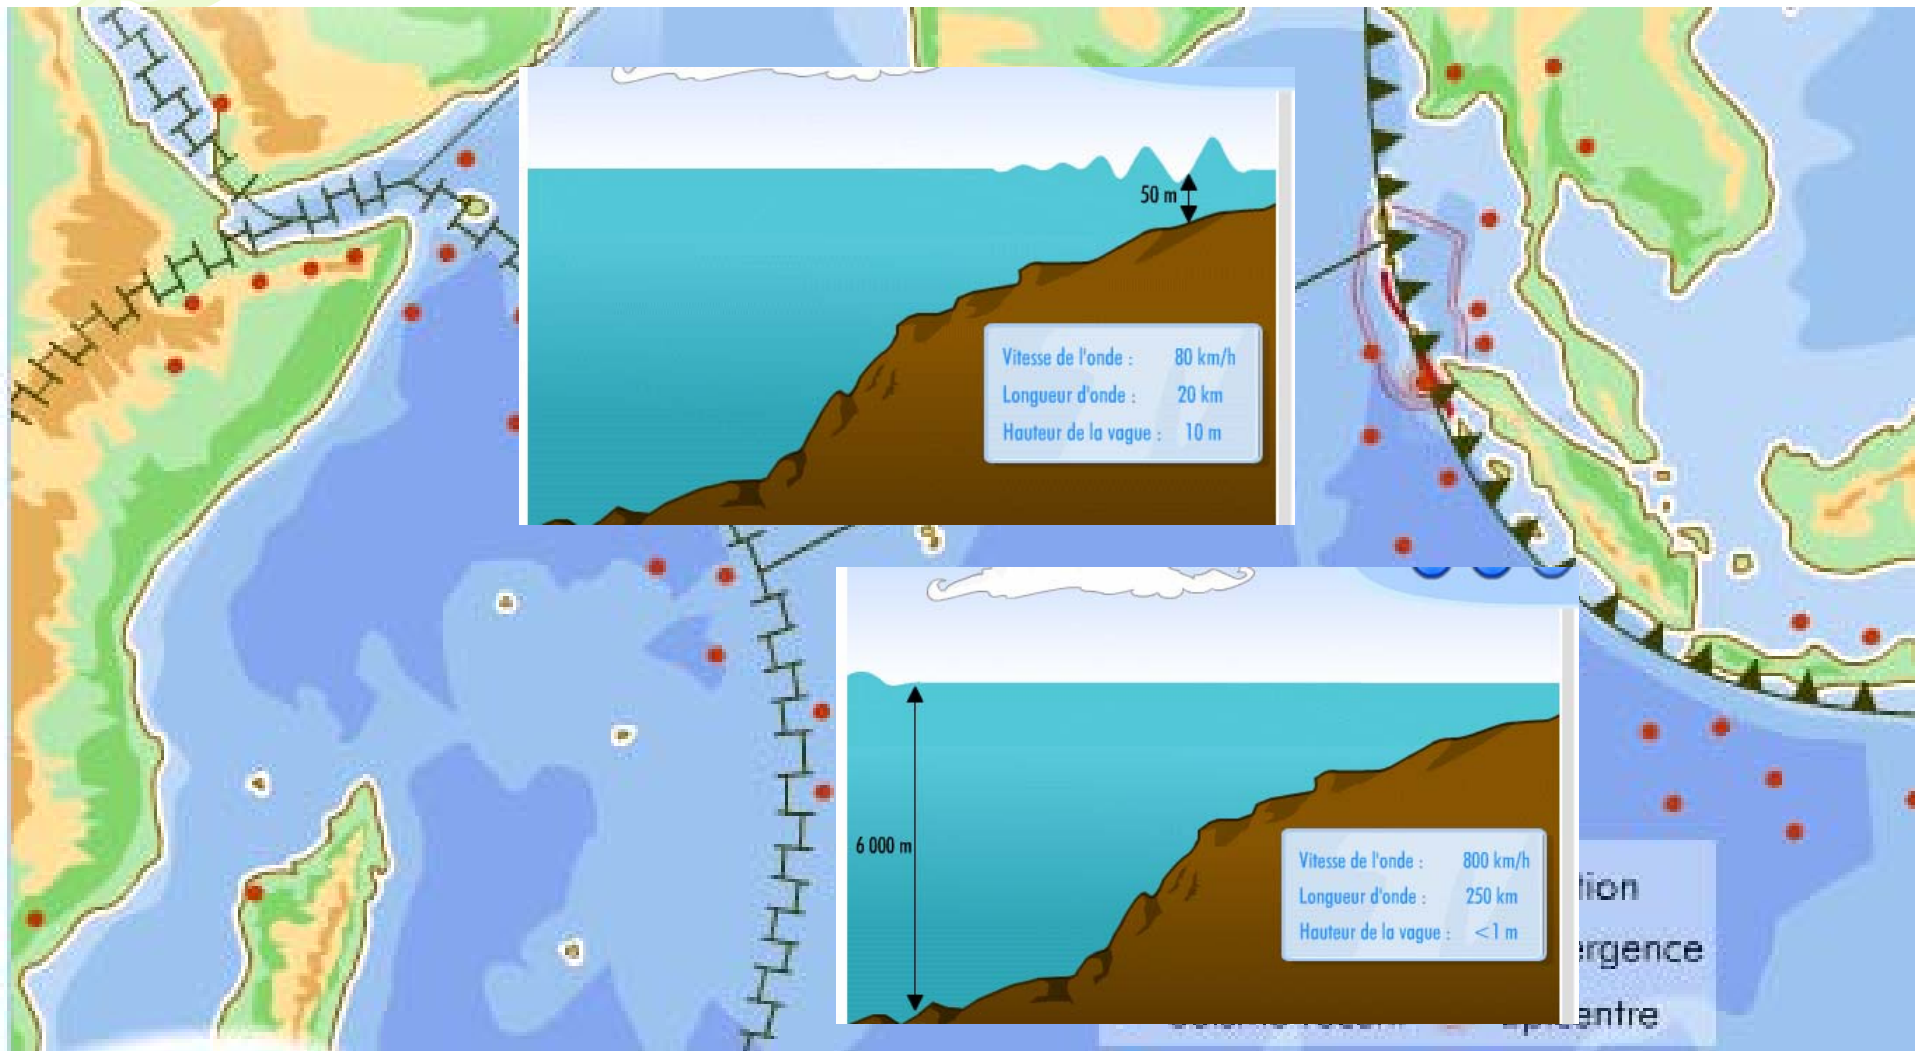 50 m
Vitesse de l'onde : 80 km/h
Longueur d'onde : 20 km
Hauteur de la vague : 10 m
6 000 m
Vitesse de l'onde : 800 km/h
Longueur d'onde : 250 km
Hauteur de la vague : <1 m
tion
ergence
entre